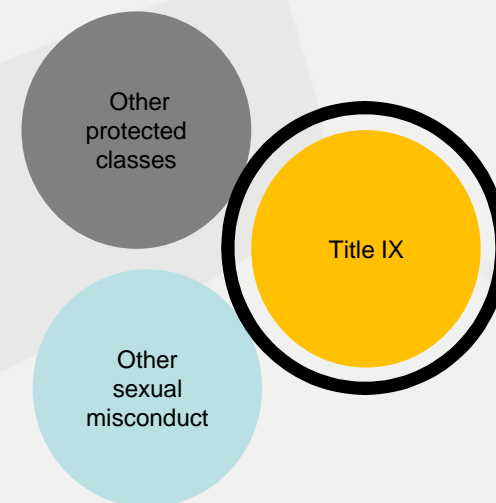 Other
protected
classes
Title IX
Other
sexual
misconduct